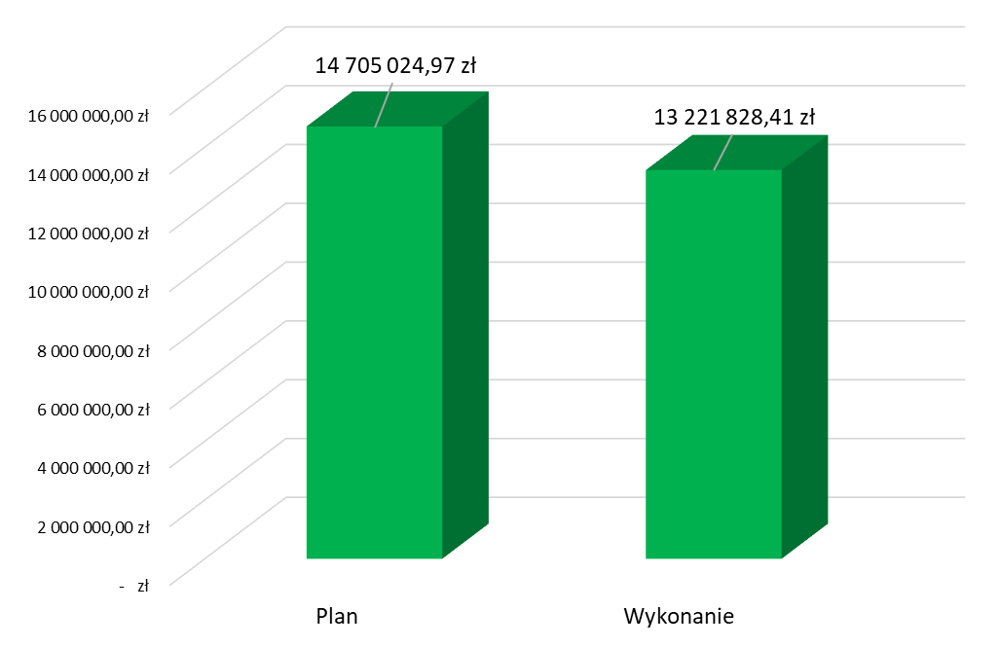 14 705 024,97 zł
13 221 828,41 zł
16 000 000,00 zł
14 000 000,00 zł
12 000 000,00 zł
10 000 000,00 zł
8 000 000,00 zł
6 000 000,00 zł
4 000 000,00 zł
2 000 000,00 zł
- zł
Plan
Wykonanie